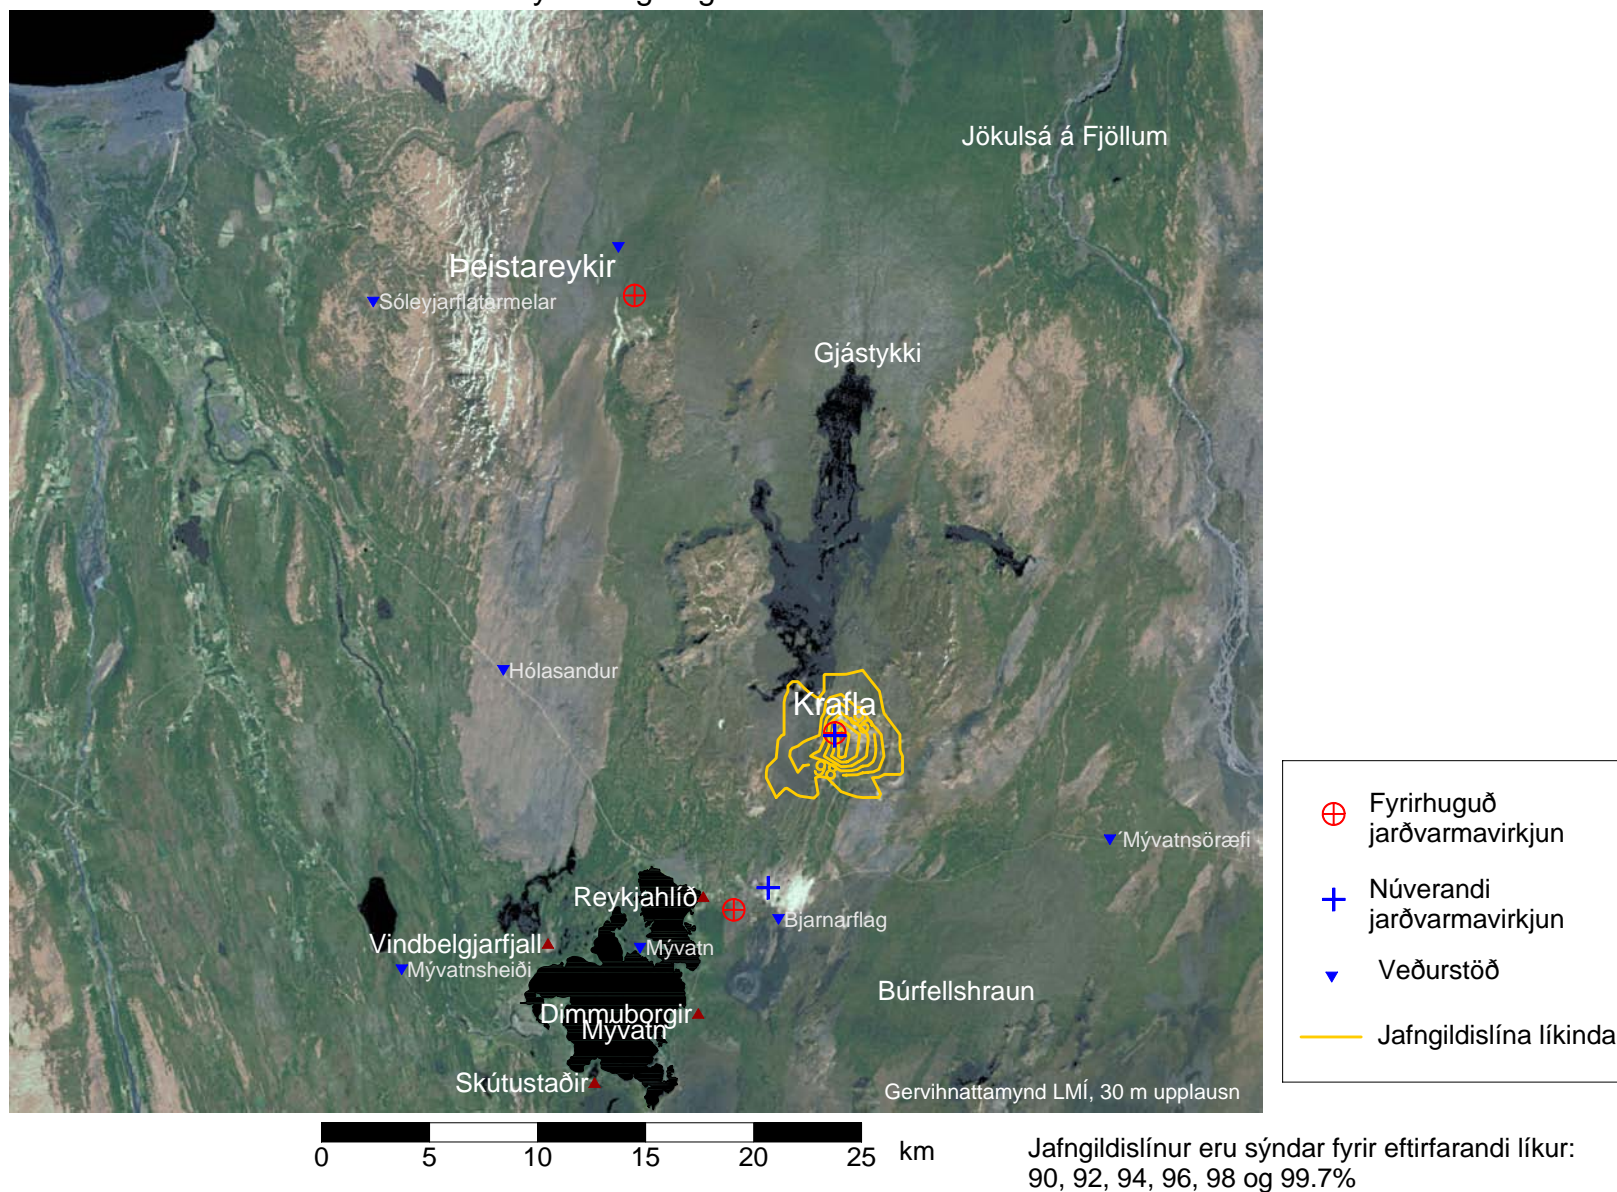 Jökulsá á Fjöllum
Þeistareykir
Sóleyjarflatarmelar
Gjástykki
Hólasandur
Krafla
98
Mývatnsöræfi
Reykjahlíð
Bjarnarflag
Vindbelgjarfjall
Mývatn
Mývatnsheiði
Búrfellshraun
Dimmuborgir
Mývatn
Skútustaðir
Gervihnattamynd LMÍ, 30 m upplausn
Fyrirhuguð
jarðvarmavirkjun
Núverandi
jarðvarmavirkjun
Veðurstöð
Jafngildislína líkinda
0 5 10 15 20 25 km
Jafngildislínur eru sýndar fyrir eftirfarandi líkur:
90, 92, 94, 96, 98 og 99.7%